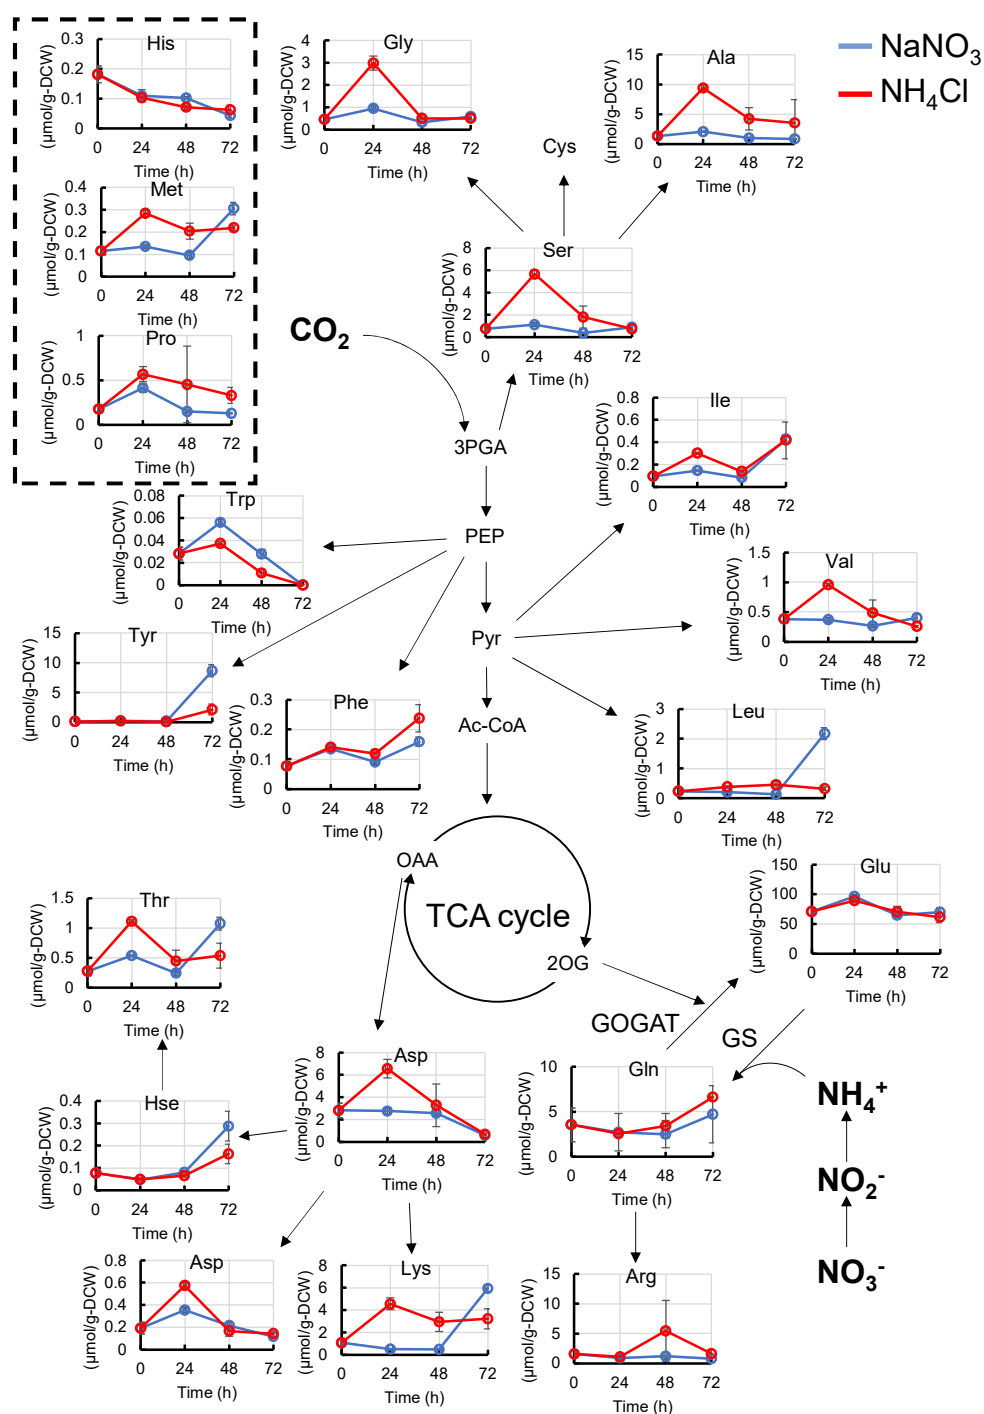 NaNO₃
NH₄Cl
His
(μmol/g-DCW)
0.3
0.2
0.1
0
0 24 48 72
Time (h)
Met
(μmol/g-DCW)
0.4
0.3
0.2
0.1
0
0 24 48 72
Time (h)
Pro
(μmol/g-DCW)
1
0.5
0
0 24 48 72
Time (h)
Gly
(μmol/g-DCW)
4
3
2
1
0
0 24 48 72
Time (h)
Cys
Ala
(μmol/g-DCW)
15
10
5
0
0 24 48 72
Time (h)
Ser
(μmol/g-DCW)
8
6
4
2
0
0 24 48 72
Time (h)
CO₂
3PGA
PEP
Pyr
Ac-CoA
Ile
(μmol/g-DCW)
0.8
0.6
0.4
0.2
0
0 24 48 72
Time (h)
Trp
(μmol/g-DCW)
0.08
0.06
0.04
0.02
0
0 24 48 72
Time (h)
Val
(μmol/g-DCW)
1.5
1
0.5
0
0 24 48 72
Time (h)
Tyr
(μmol/g-DCW)
15
10
5
0
0 24 48 72
Time (h)
Phe
(μmol/g-DCW)
0.3
0.2
0.1
0
0 24 48 72
Time (h)
Leu
(μmol/g-DCW)
3
2
1
0
0 24 48 72
Time (h)
OAA
TCA cycle
2OG
GOGAT
GS
Glu
(μmol/g-DCW)
150
100
50
0
0 24 48 72
Time (h)
Thr
(μmol/g-DCW)
1.5
1
0.5
0
0 24 48 72
Time (h)
Asp
(μmol/g-DCW)
8
6
4
2
0
0 24 48 72
Time (h)
Gln
(μmol/g-DCW)
10
5
0
0 24 48 72
Time (h)
NH₄⁺
NO₂⁻
NO₃⁻
Hse
(μmol/g-DCW)
0.4
0.3
0.2
0.1
0
0 24 48 72
Time (h)
Asp
(μmol/g-DCW)
0.8
0.6
0.4
0.2
0
0 24 48 72
Time (h)
Lys
(μmol/g-DCW)
8
6
4
2
0
0 24 48 72
Time (h)
Arg
(μmol/g-DCW)
15
10
5
0
0 24 48 72
Time (h)